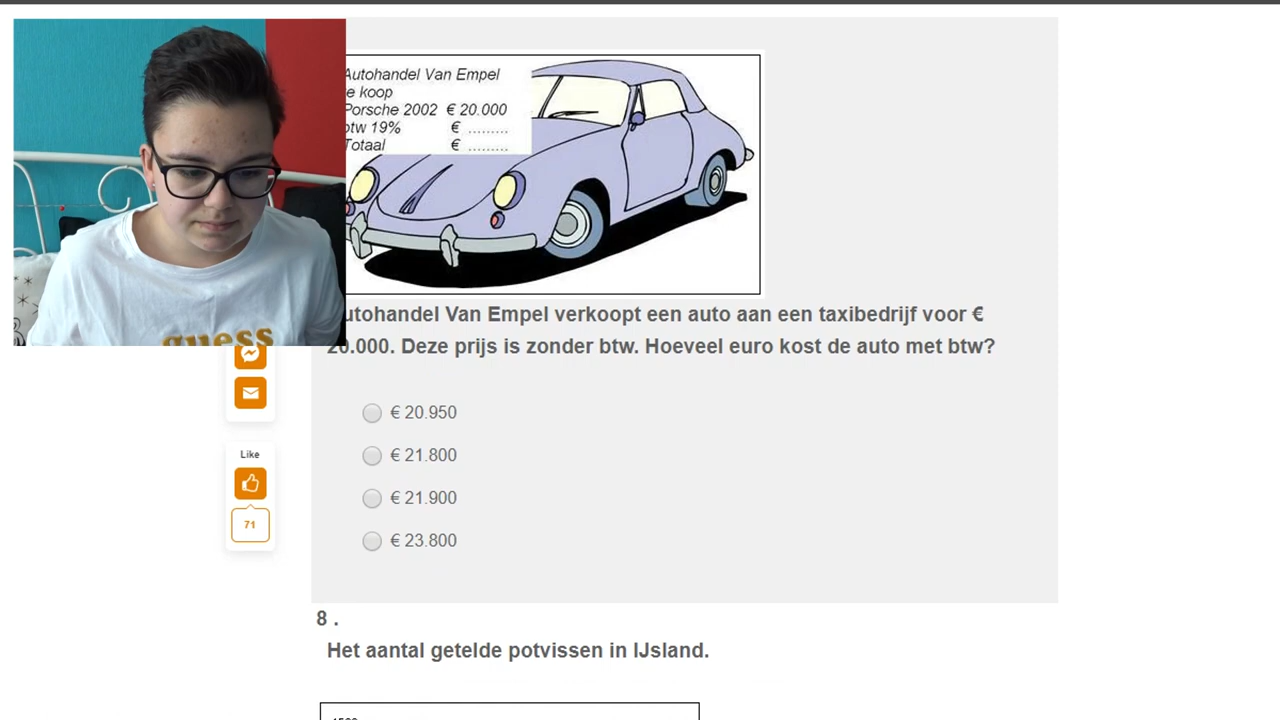 Autohandel Van Empel
e koop
Porsche 2002 € 20.000
btw 19% € .........
Totaal € .........
utohandel Van Empel verkoopt een auto aan een taxibedrijf voor €
20.000. Deze prijs is zonder btw. Hoeveel euro kost de auto met btw?
guess
€ 20.950
€ 21.800
€ 21.900
€ 23.800
Like
71
8 .
Het aantal getelde potvissen in IJsland.